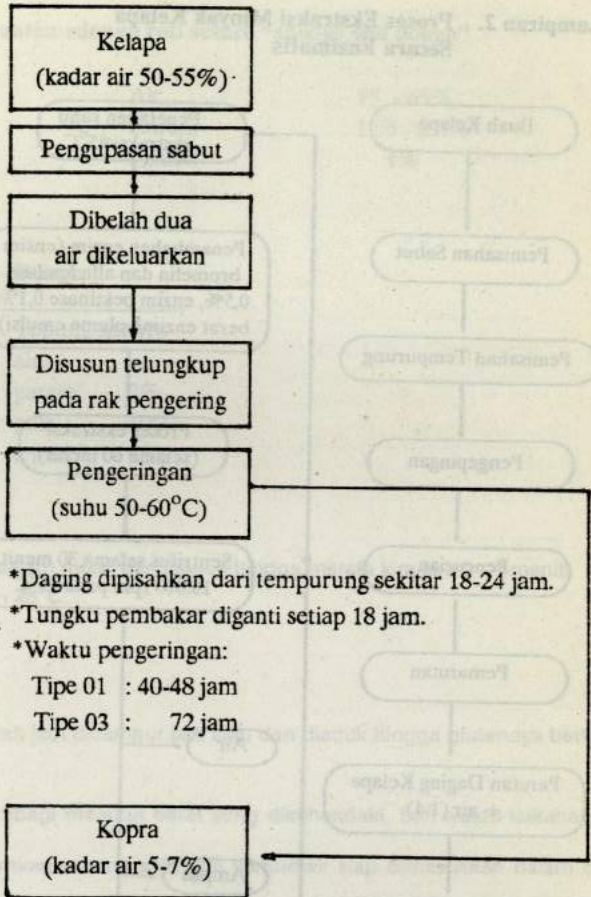 Kelapa
(kadar air 50-55%)
Pengupasan sabut
Dibelah dua
air dikeluarkan
Disusun telungkup
pada rak pengering
Pengeringan
(suhu 50-60°C)
*Daging dipisahkan dari tempurung sekitar 18-24 jam.
*Tungku pembakar diganti setiap 18 jam.
*Waktu pengeringan:
Tipe 01 : 40-48 jam
Tipe 03 : 72 jam
Kopra
(kadar air 5-7%)